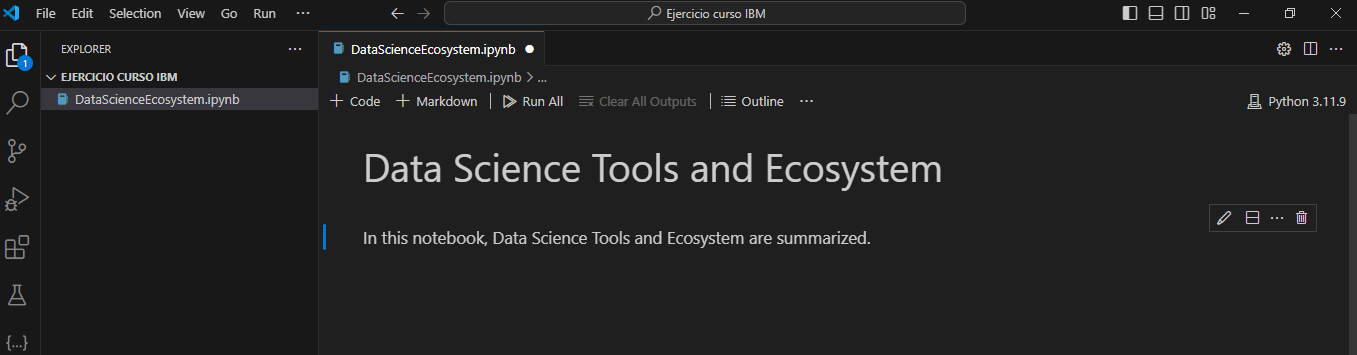 File Edit Selection View Go Run ···
Ejercicio curso IBM
EXPLORER ···
1
EJERCICIO CURSO IBM
DataScienceEcosystem.ipynb
DataScienceEcosystem.ipynb
DataScienceEcosystem.ipynb > ...
+ Code + Markdown Run All Clear All Outputs Outline ··· Python 3.11.9
Data Science Tools and Ecosystem
In this notebook, Data Science Tools and Ecosystem are summarized.
{...}